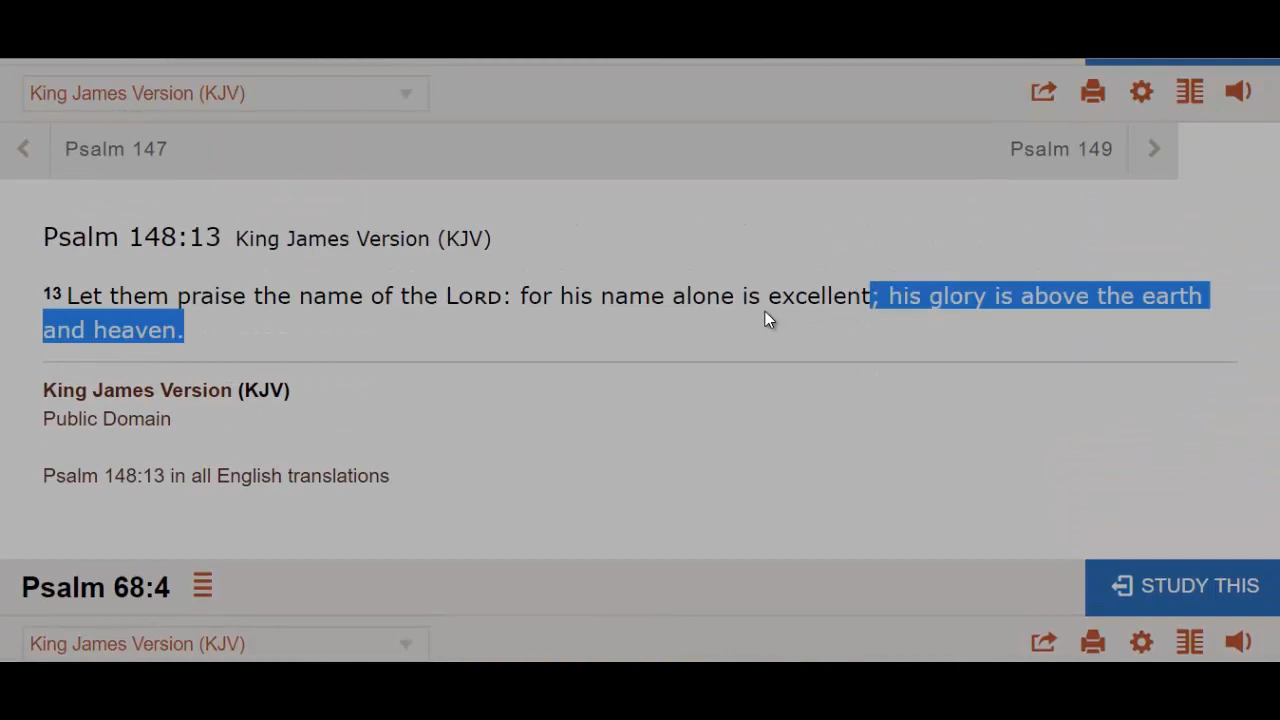 King James Version (KJV)
Psalm 147
Psalm 149
Psalm 148:13 King James Version (KJV)
13 Let them praise the name of the LORD: for his name alone is excellent; his glory is above the earth
and heaven.
King James Version (KJV)
Public Domain
Psalm 148:13 in all English translations
Psalm 68:4
STUDY THIS
King James Version (KJV)